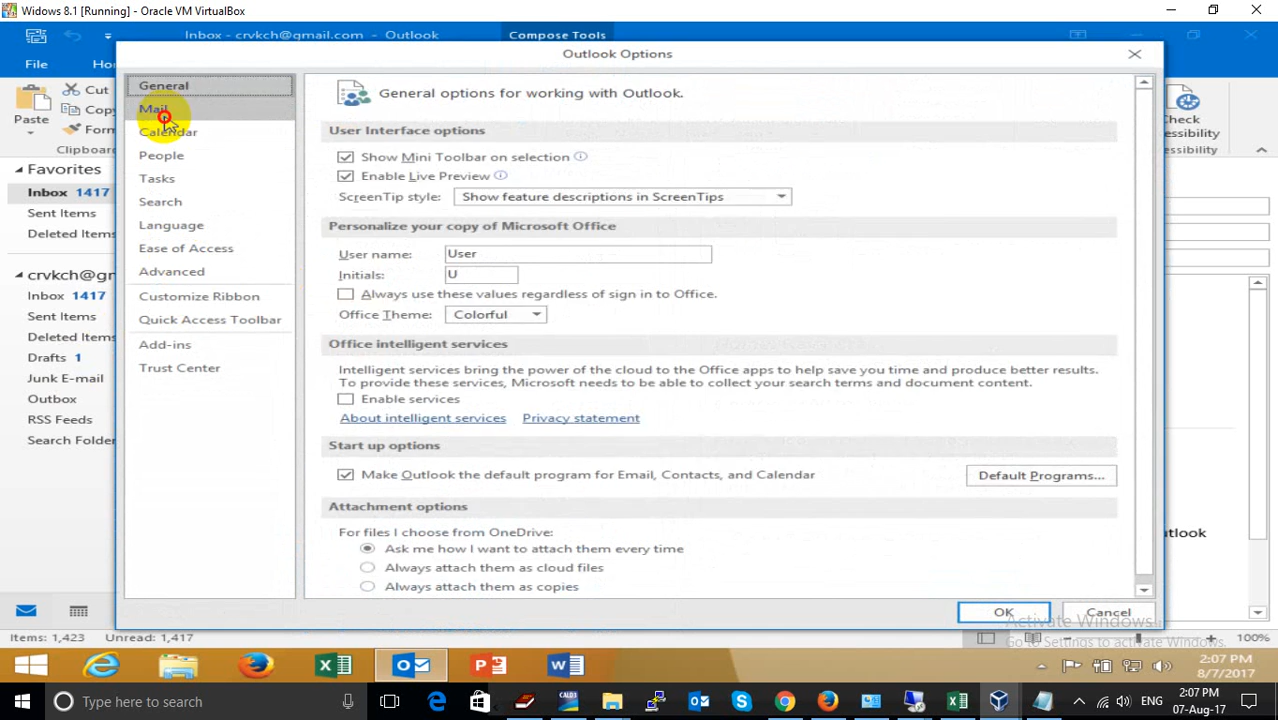 Widows 8.1 [Running] - Oracle VM VirtualBox
Inbox - crvkch@gmail.com - Outlook
Compose Tools
File
Outlook Options
Cut
Paste
Clipboard
Check
Favorites
Inbox 1417
Sent Items
Deleted Items
crvkch@g
Inbox 1417
Sent Items
Deleted Items
Drafts 1
Junk E-mail
Outbox
RSS Feeds
Search Folder
General
Mail
Calendar
People
Tasks
Search
Language
Ease of Access
Advanced
Customize Ribbon
Quick Access Toolbar
Add-ins
Trust Center
General options for working with Outlook.
User Interface options
Show Mini Toolbar on selection
Enable Live Preview
ScreenTip style: Show feature descriptions in ScreenTips
Personalize your copy of Microsoft Office
User name: User
Initials: U
Always use these values regardless of sign in to Office.
Office Theme: Colorful
Office intelligent services
Intelligent services bring the power of the cloud to the Office apps to help save you time and produce better results.
To provide these services, Microsoft needs to be able to collect your search terms and document content.
Enable services
About intelligent services Privacy statement
Start up options
Make Outlook the default program for Email, Contacts, and Calendar
Default Programs...
Attachment options
For files I choose from OneDrive:
Ask me how I want to attach them every time
Always attach them as cloud files
Always attach them as copies
OK
Cancel
Activate Windows
Go to Settings to activate Windows.
Items: 1,423 Unread: 1,417
100%
2:07 PM
8/7/2017
Type here to search
ENG
2:07 PM
07-Aug-17